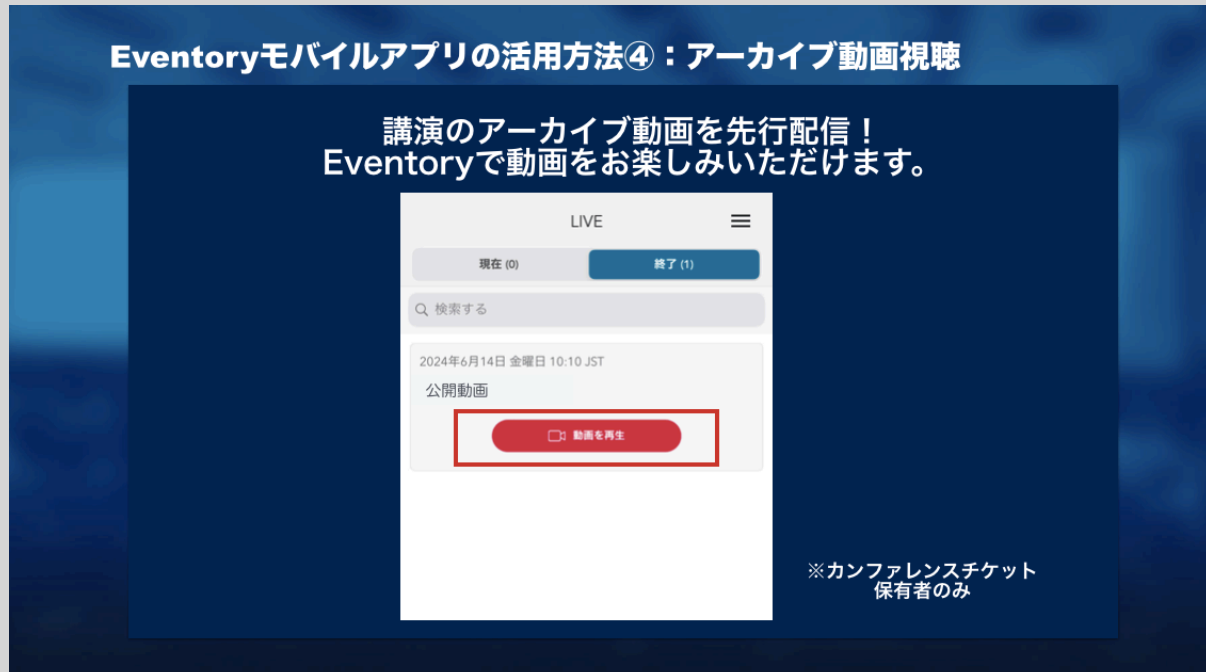 Eventoryモバイルアプリの活用方法④：アーカイブ動画視聴
講演のアーカイブ動画を先行配信！
Eventoryで動画をお楽しみいただけます。
LIVE
現在 (0)
終了 (1)
検索する
2024年6月14日 金曜日 10:10 JST
公開動画
動画を再生
※カンファレンスチケット
保有者のみ